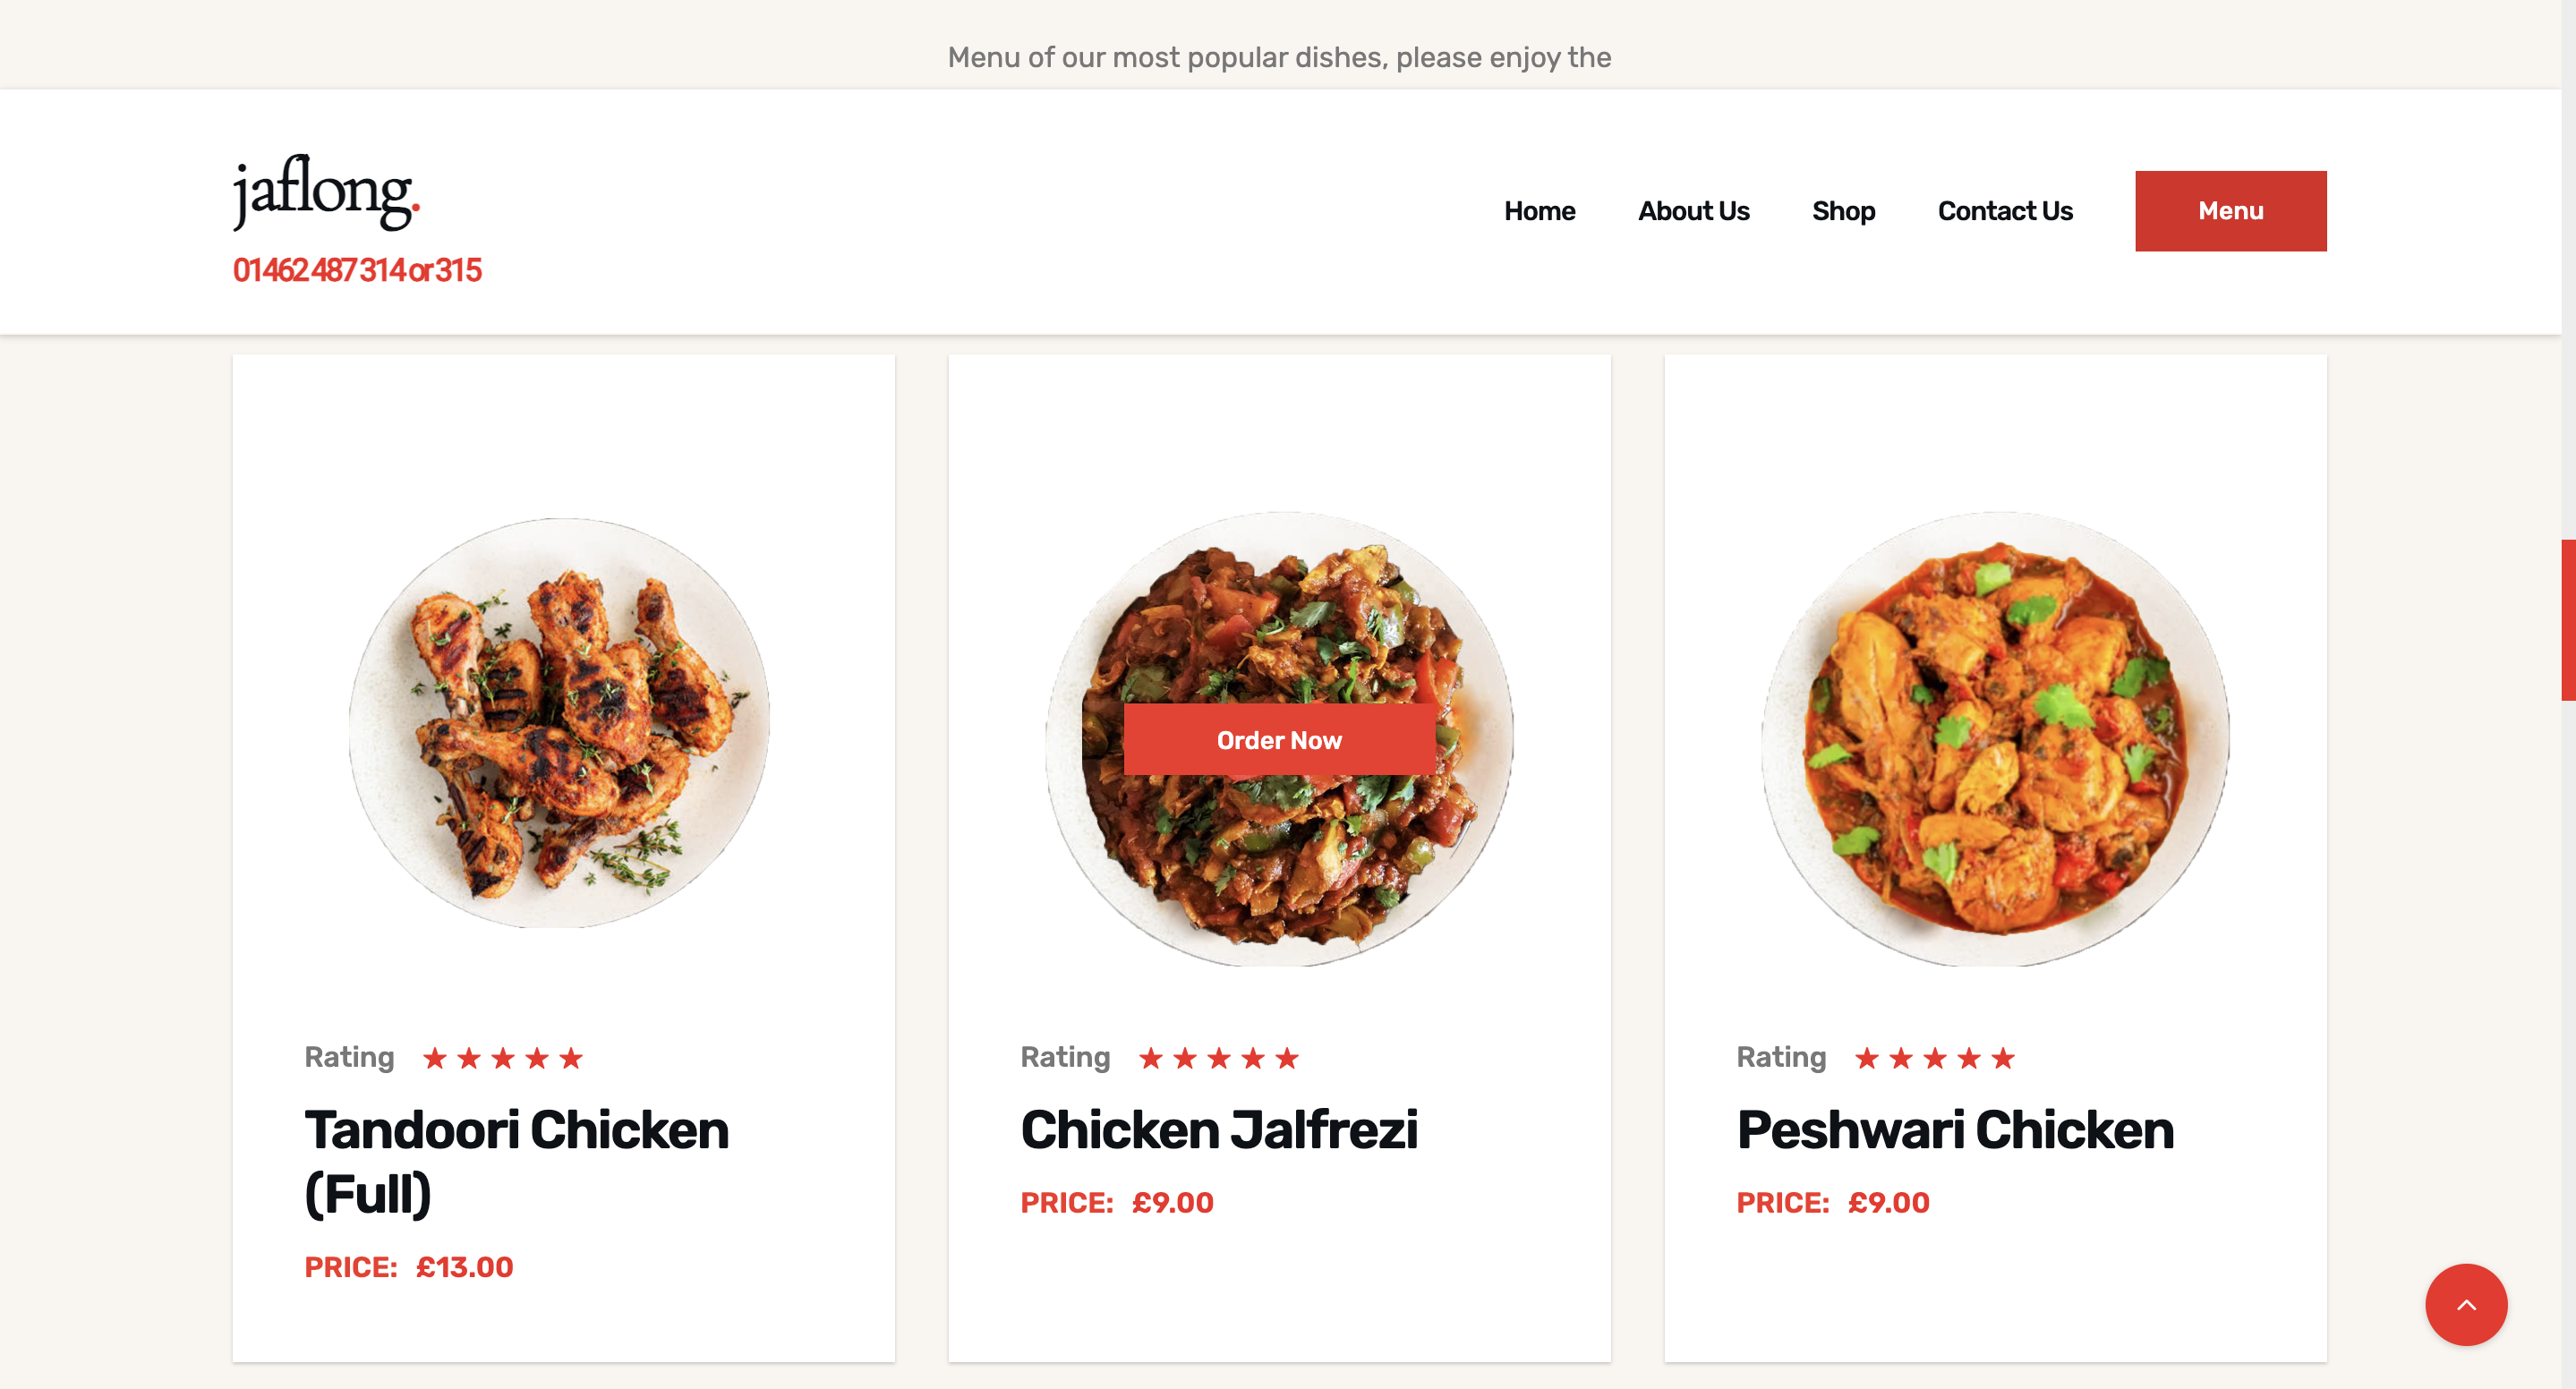 Menu of our most popular dishes, please enjoy the
jaflong.
01462 487 314 or 315
Home About Us Shop Contact Us Menu
Order Now
Rating
Tandoori Chicken
(Full)
PRICE: £13.00
Rating
Chicken Jalfrezi
PRICE: £9.00
Rating
Peshwari Chicken
PRICE: £9.00